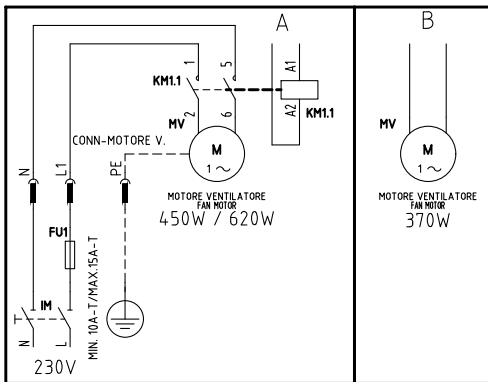 A
B
1
5
KM1.1
A1
A2
KM1.1
2
6
MV
M
1 ~
CONN-MOTORE V.
N
L1
PE
MOTORE VENTILATORE
FAN MOTOR
450W / 620W
FU1
MIN. 10A-T/MAX.15A-T
IM
N
L
230V
MV
M
1 ~
MOTORE VENTILATORE
FAN MOTOR
370W